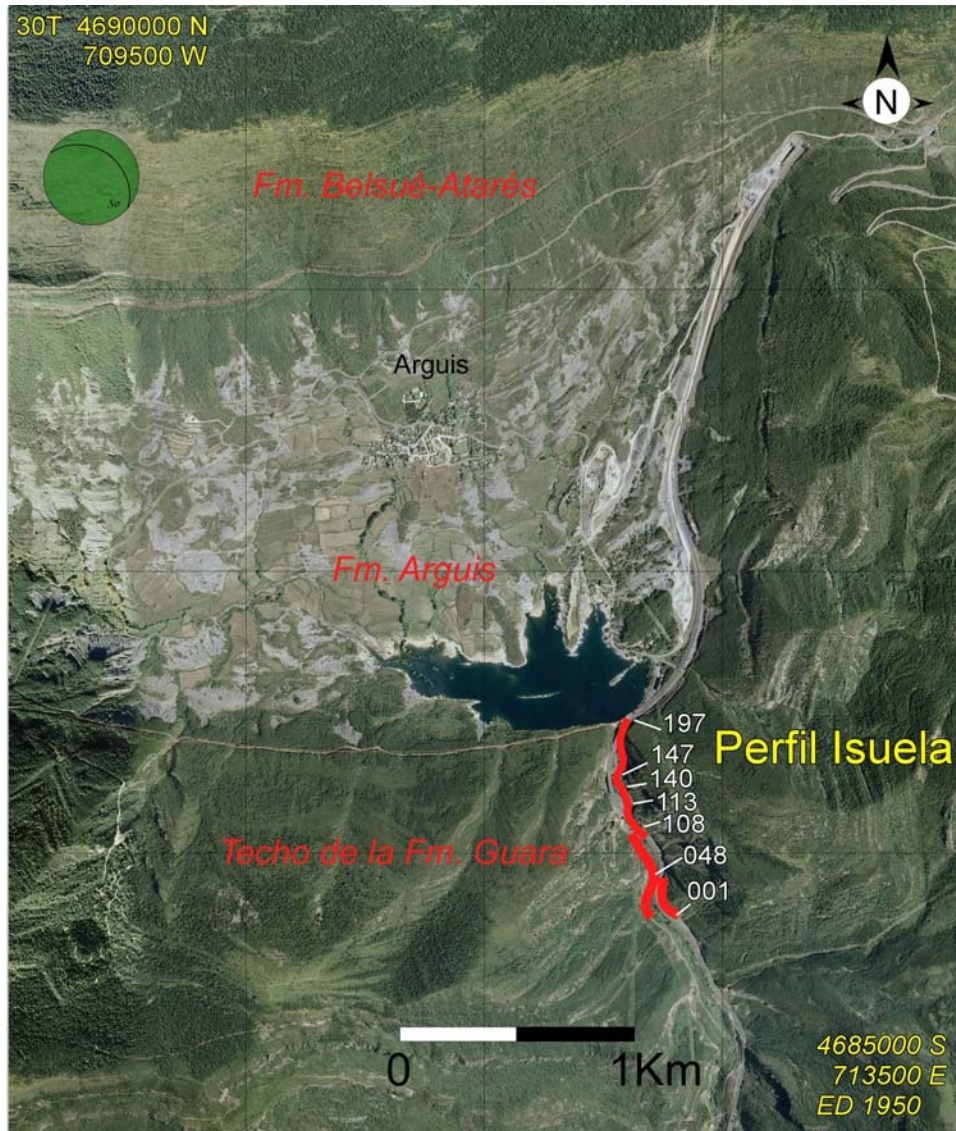 30T 4690000 N
709500 W
N
So
Fm. Belsué-Atarés
Arguis
Fm. Arguis
197
Perfil Isuela
147
140
113
108
Techo de la Fm. Guara
048
001
0
1Km
4685000 S
713500 E
ED 1950